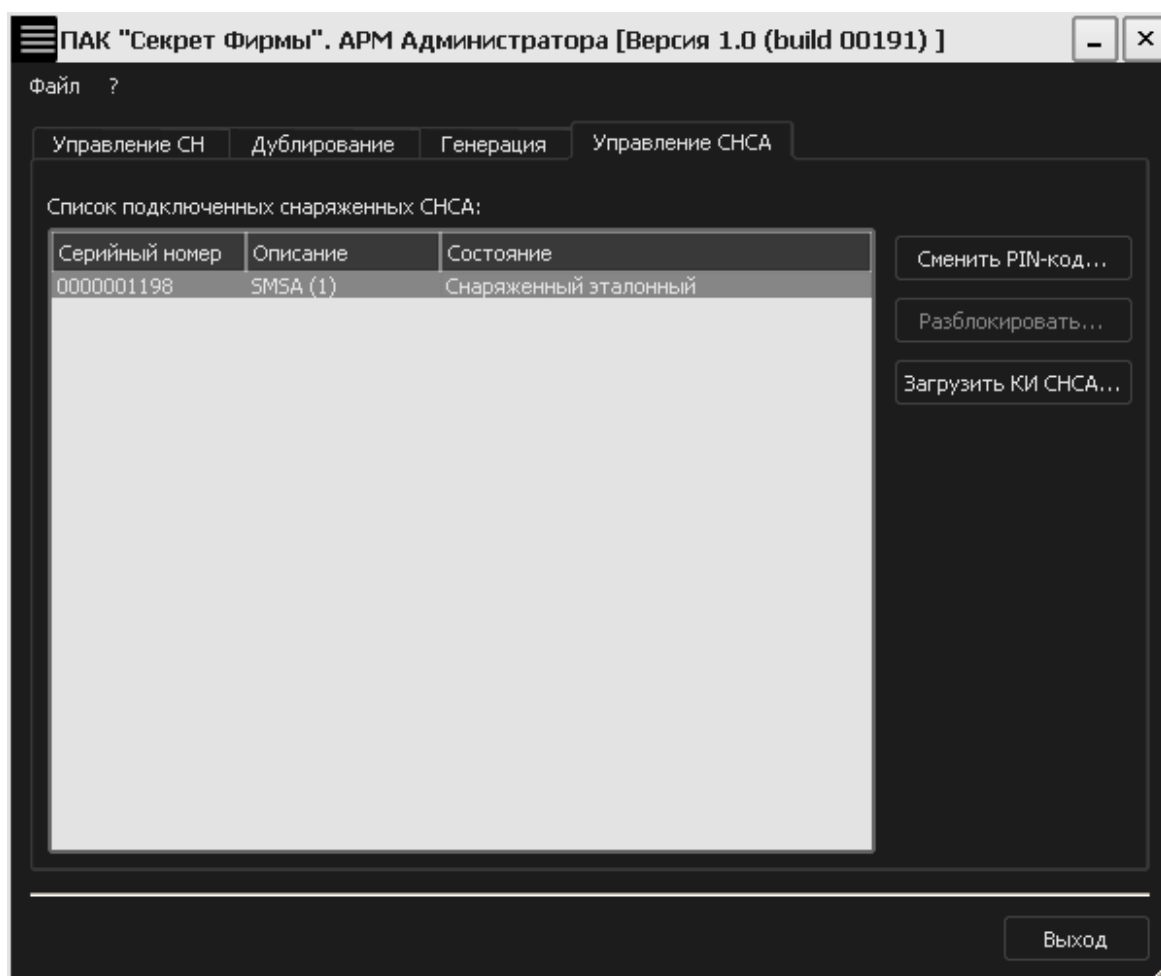 ПАК "Секрет Фирмы". АРМ Администратора [Версия 1.0 (build 00191) ]
Файл ?
Управление СН Дублирование Генерация Управление СНСА
Список подключенных снаряженных СНСА:
Серийный номер Описание Состояние
0000001198 SMSA (1) Снаряженный эталонный
Сменить PIN-код...
Разблокировать...
Загрузить КИ СНСА...
Выход